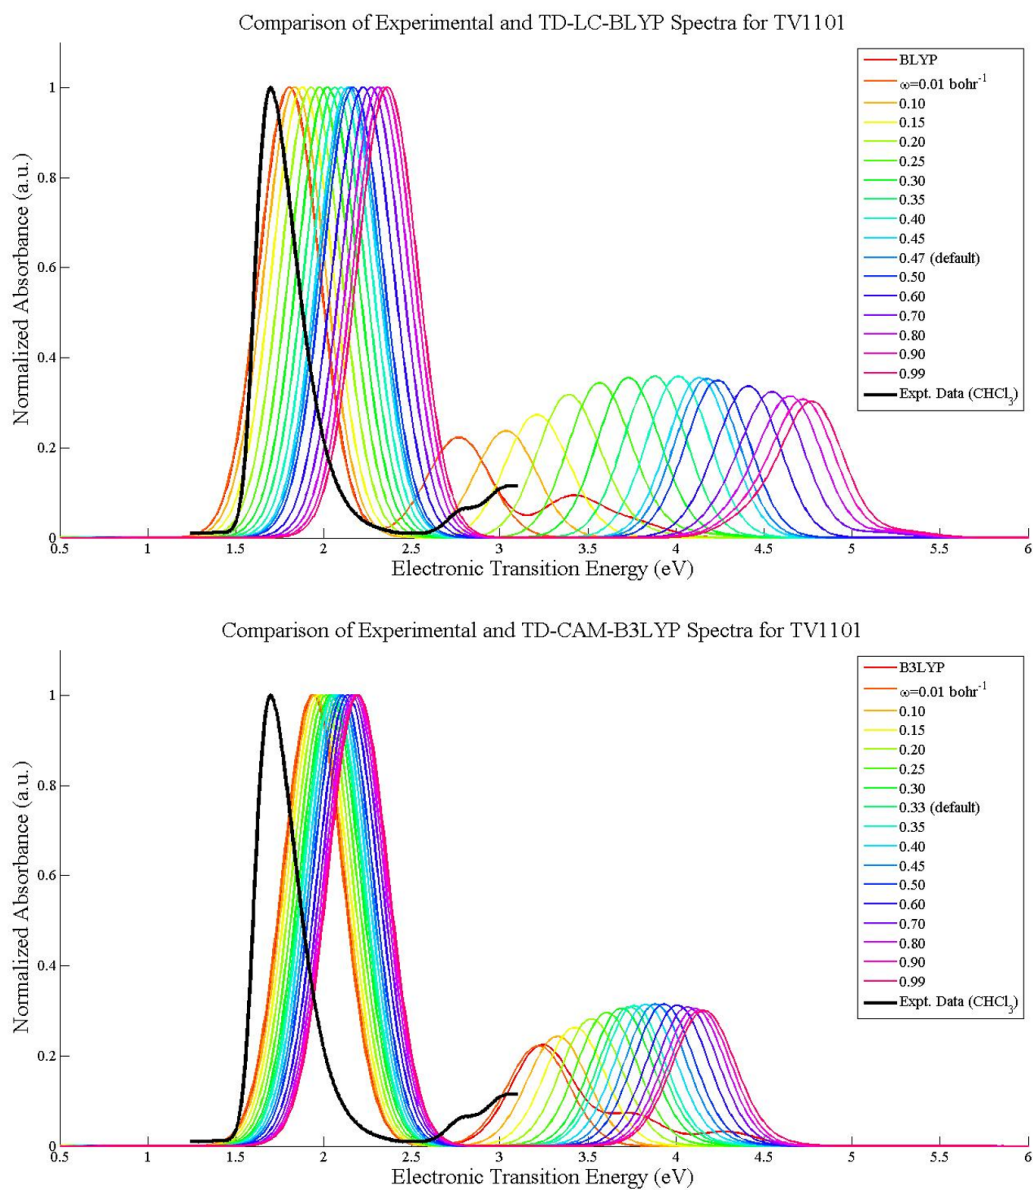 Comparison of Experimental and TD-LC-BLYP Spectra for TV1101
Normalized Absorbance (a.u.)
1
0.8
0.6
0.4
0.2
0
0.5 1 1.5 2 2.5 3 3.5 4 4.5 5 5.5 6
Electronic Transition Energy (eV)
BLYP
ω=0.01 bohr⁻¹
0.10
0.15
0.20
0.25
0.30
0.35
0.40
0.45
0.47 (default)
0.50
0.60
0.70
0.80
0.90
0.99
Expt. Data (CHCl₃)
Comparison of Experimental and TD-CAM-B3LYP Spectra for TV1101
Normalized Absorbance (a.u.)
1
0.8
0.6
0.4
0.2
0
0.5 1 1.5 2 2.5 3 3.5 4 4.5 5 5.5 6
Electronic Transition Energy (eV)
B3LYP
ω=0.01 bohr⁻¹
0.10
0.15
0.20
0.25
0.30
0.33 (default)
0.35
0.40
0.45
0.50
0.60
0.70
0.80
0.90
0.99
Expt. Data (CHCl₃)